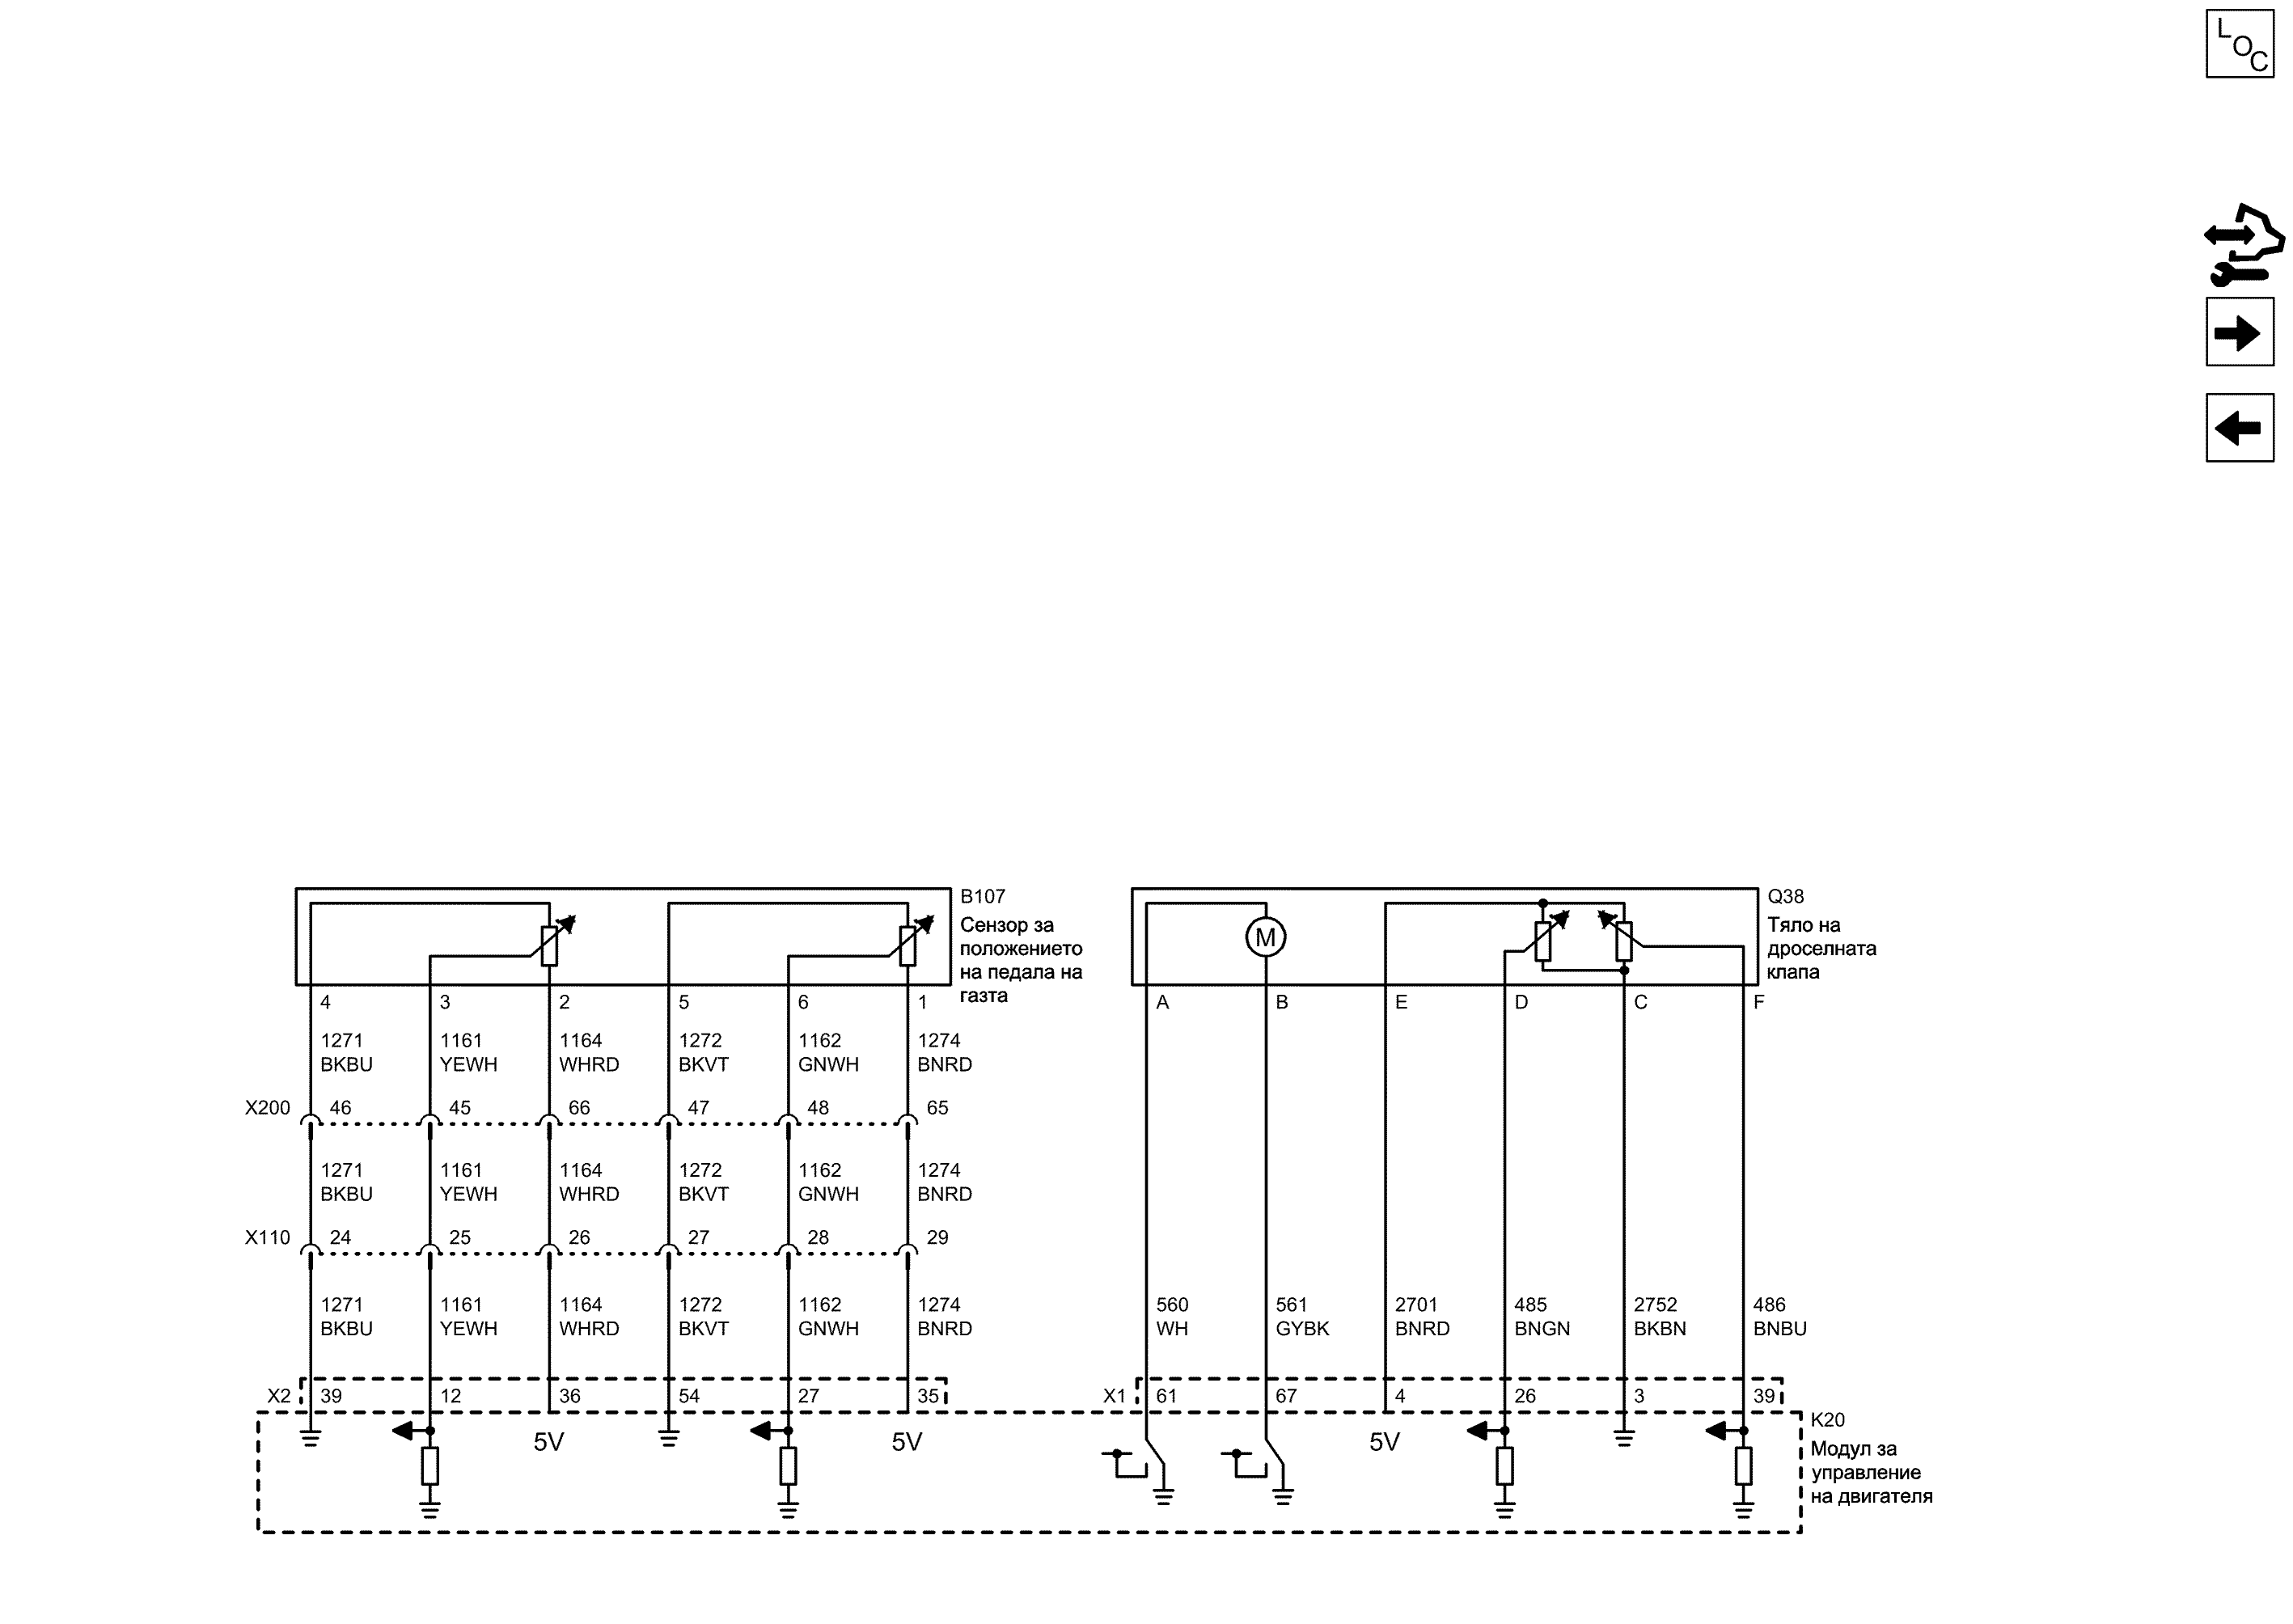 LOC
B107
Сензор за
положението
на педала на
газта
Q38
Тяло на
дроселната
клапа
M
4 3 2 5 6 1
A B E D C F
1271 1161 1164 1272 1162 1274
BKBU YEWH WHRD BKVT GNWH BNRD
X200 46 45 66 47 48 65
1271 1161 1164 1272 1162 1274
BKBU YEWH WHRD BKVT GNWH BNRD
X110 24 25 26 27 28 29
1271 1161 1164 1272 1162 1274 560 561 2701 485 2752 486
BKBU YEWH WHRD BKVT GNWH BNRD WH GYBK BNRD BNGN BKBN BNBU
X2 39 12 36 54 27 35 X1 61 67 4 26 3 39
5V 5V 5V
K20
Модул за
управление
на двигателя